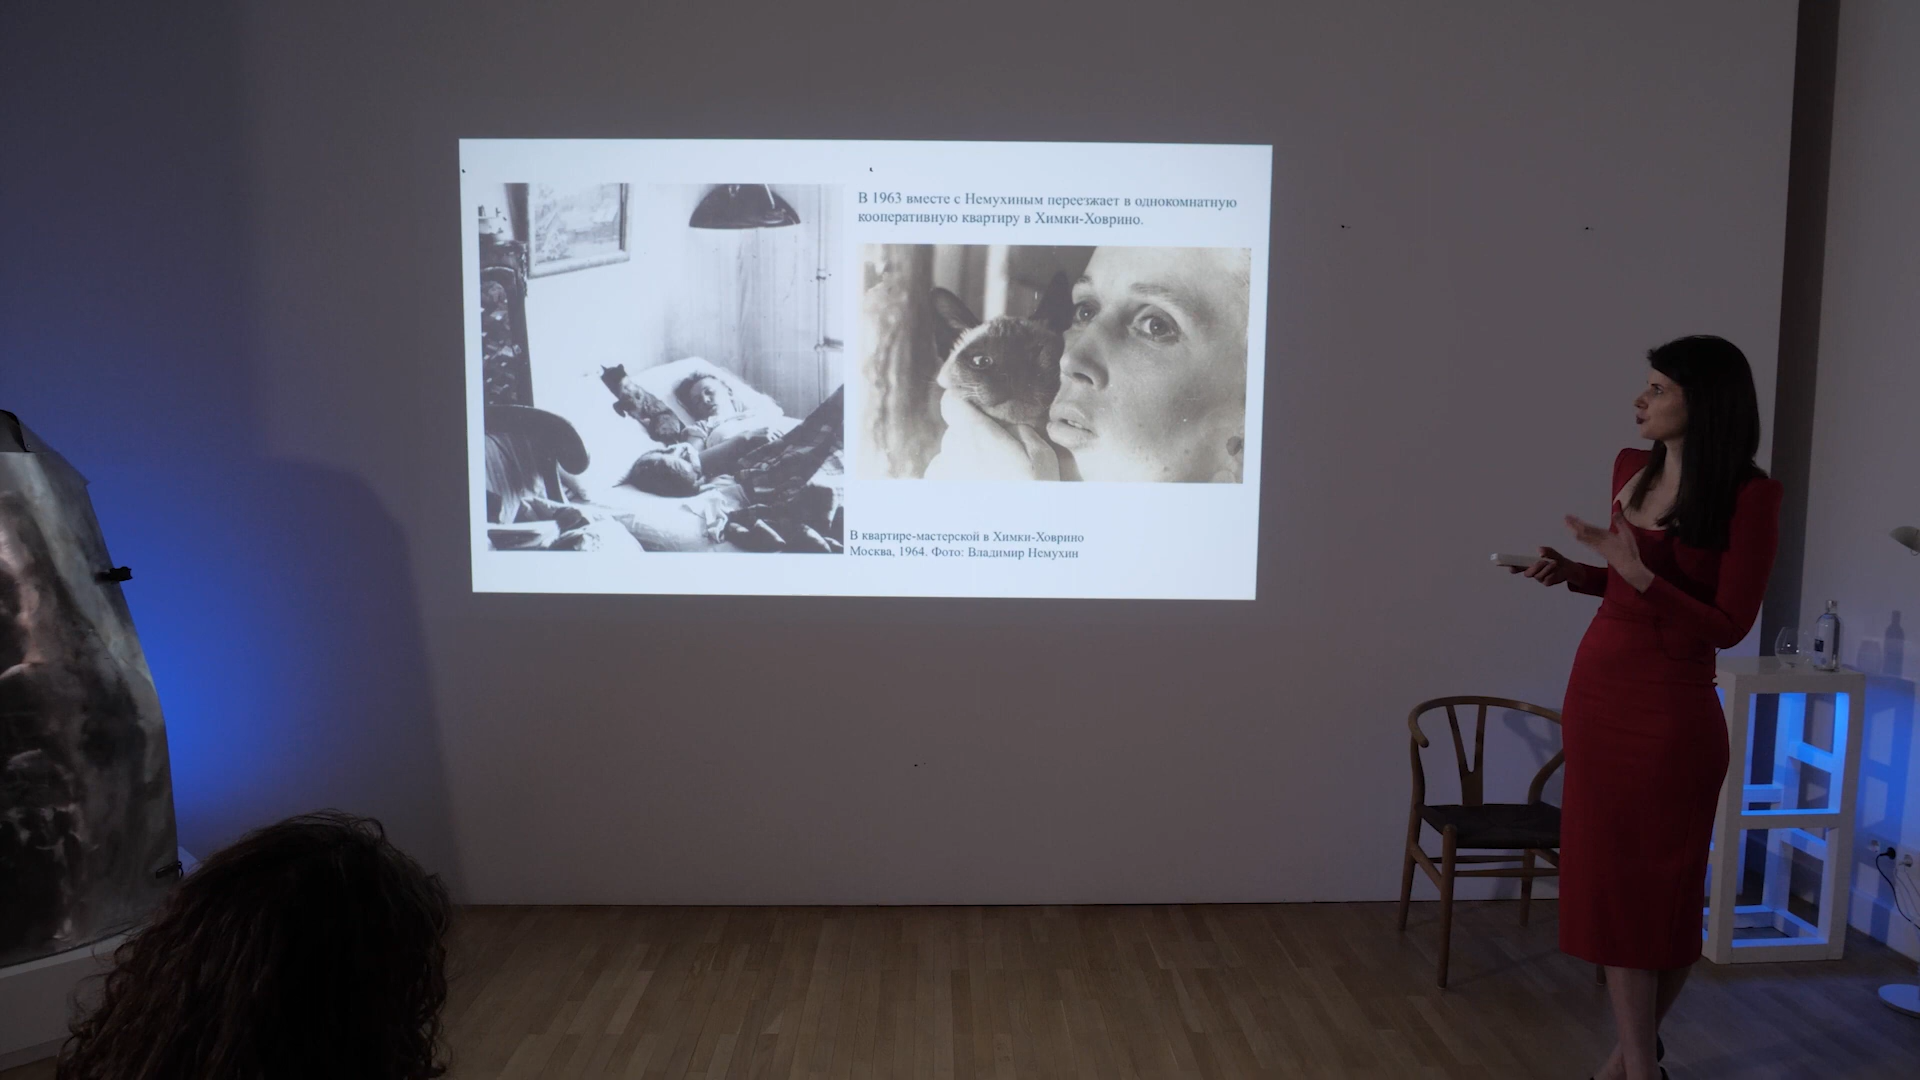 В 1963 вместе с Немухиным переезжает в однокомнатную
кооперативную квартиру в Химки-Ховрино.
В квартире-мастерской в Химки-Ховрино
Москва, 1964. Фото: Владимир Немухин